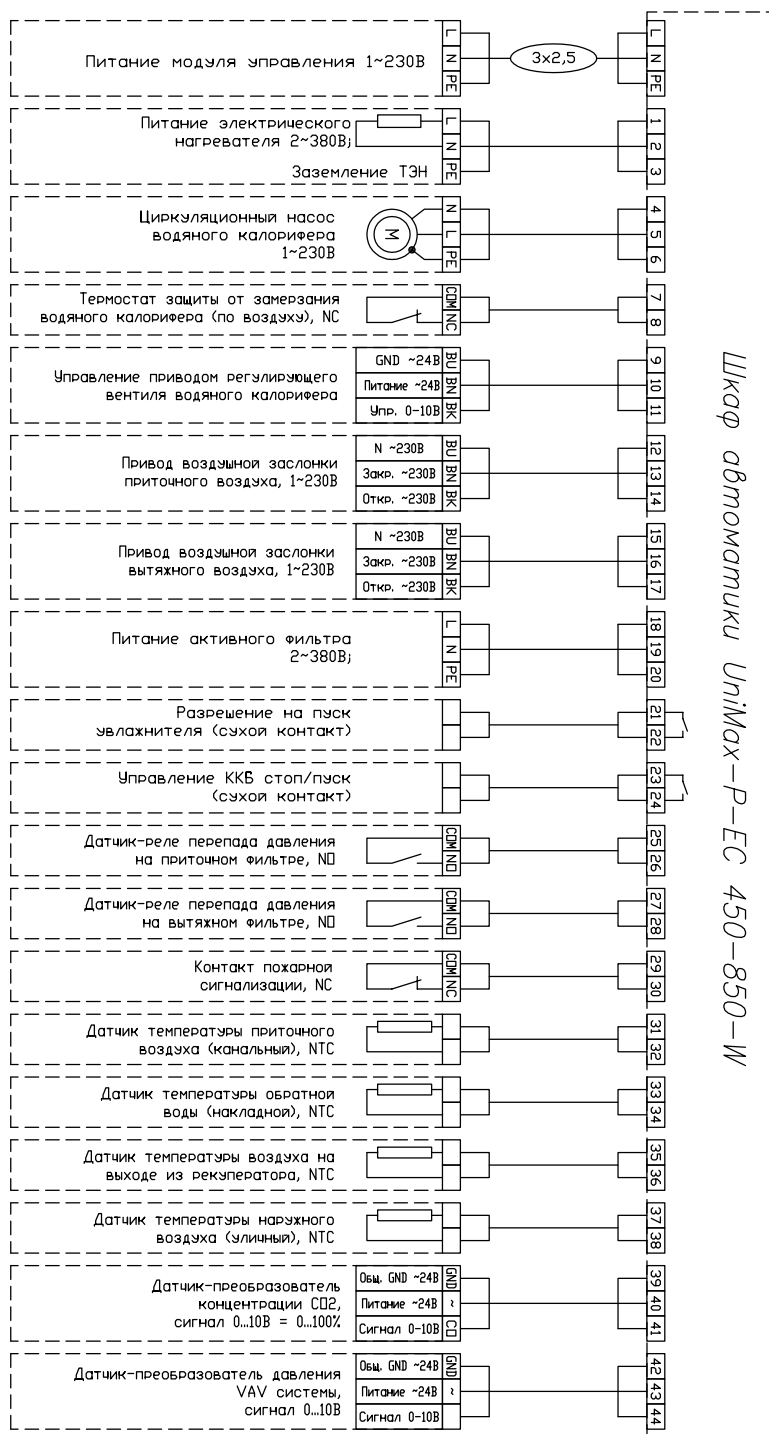 Питание модуля управления 1~230В
L
N
PE
3x2,5
L
N
PE
Питание электрического
нагревателя 2~380В;
Заземление ТЭН
L
N
PE
1
2
3
Циркуляционный насос
водяного калорифера
1~230В
M
N
L
PE
4
5
6
Термостат защиты от замерзания
водяного калорифера (по воздуху), NC
COM
NC
7
8
Управление приводом регулирующего
вентиля водяного калорифера
GND ~24В
Питание ~24В
Упр. 0-10В
BU
BN
BK
9
10
11
Привод воздушной заслонки
приточного воздуха, 1~230В
N ~230В
Закр. ~230В
Откр. ~230В
BU
BN
BK
12
13
14
Привод воздушной заслонки
вытяжного воздуха, 1~230В
N ~230В
Закр. ~230В
Откр. ~230В
BU
BN
BK
15
16
17
Питание активного фильтра
2~380В;
L
N
PE
18
19
20
Разрешение на пуск
увлажнителя (сухой контакт)
21
22
Управление ККБ стоп/пуск
(сухой контакт)
23
24
Датчик-реле перепада давления
на приточном фильтре, NO
COM
NO
25
26
Датчик-реле перепада давления
на вытяжном фильтре, NO
COM
NO
27
28
Контакт пожарной
сигнализации, NC
COM
NC
29
30
Датчик температуры приточного
воздуха (канальный), NTC
31
32
Датчик температуры обратной
воды (накладной), NTC
33
34
Датчик температуры воздуха на
выходе из рекуператора, NTC
35
36
Датчик температуры наружного
воздуха (уличный), NTC
37
38
Датчик-преобразователь
концентрации CO2,
сигнал 0...10В = 0...100%
Общ. GND ~24В
Питание ~24В
Сигнал 0-10В
GND
~
CO
39
40
41
Датчик-преобразователь давления
VAV системы,
сигнал 0...10В
Общ. GND ~24В
Питание ~24В
Сигнал 0-10В
GND
~
42
43
44
Шкаф автоматики UniMax-P-EC 450-850-W